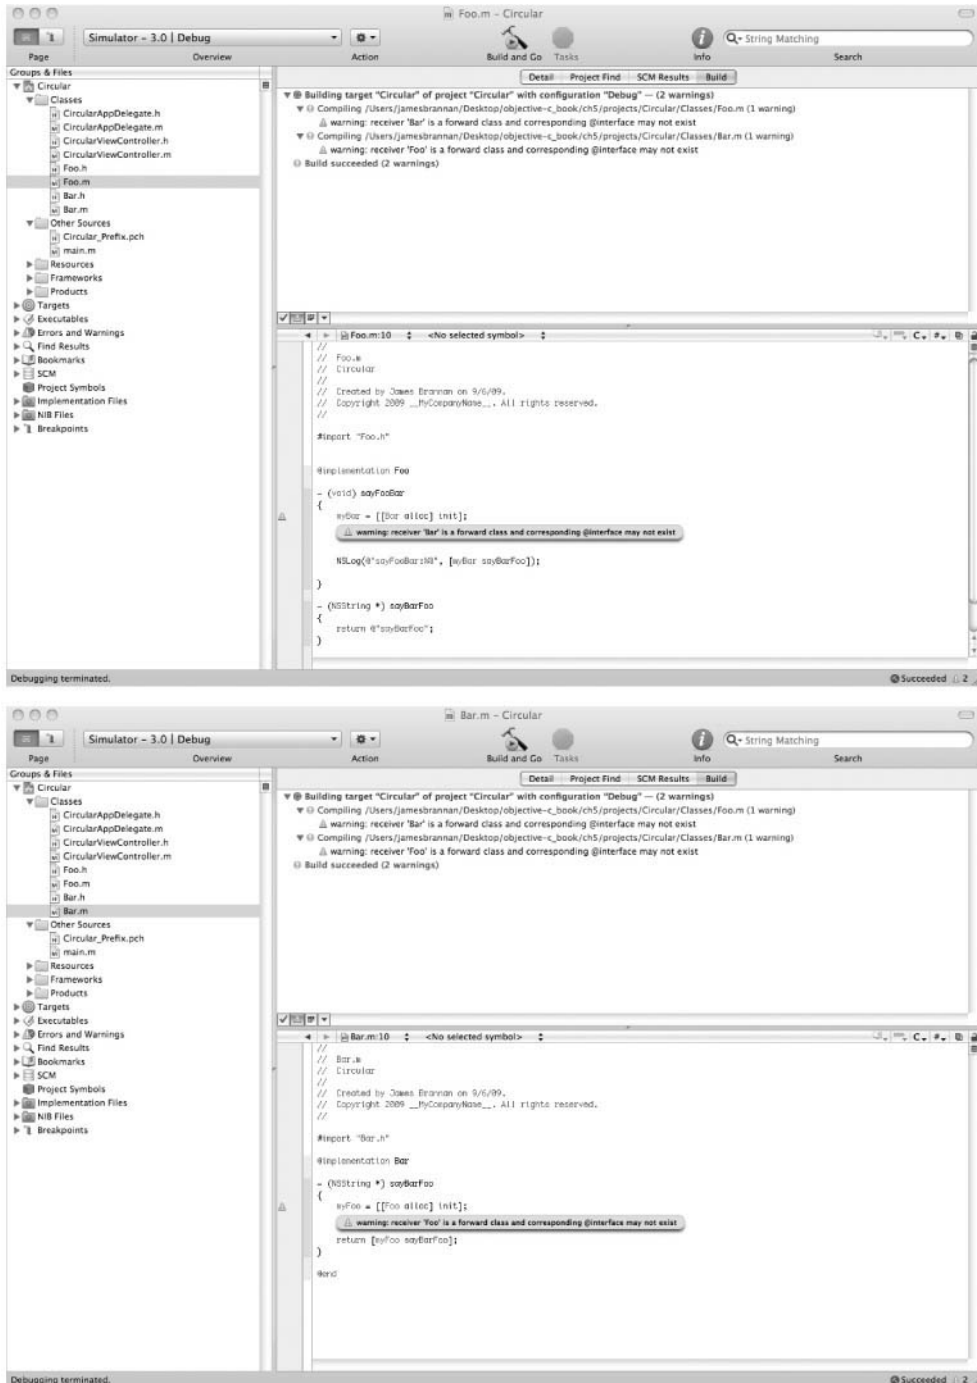 Foo.m – Circular
Simulator – 3.0 | Debug
String Matching
Page
Overview
Action
Build and Go
Tasks
Info
Search
Groups & Files
Detail
Project Find
SCM Results
Build
Circular
Classes
CircularAppDelegate.h
CircularAppDelegate.m
CircularViewController.h
CircularViewController.m
Foo.h
Foo.m
Bar.h
Bar.m
Other Sources
Circular_Prefix.pch
main.m
Resources
Frameworks
Products
Targets
Executables
Errors and Warnings
Find Results
Bookmarks
SCM
Project Symbols
Implementation Files
NIB Files
Breakpoints
Building target "Circular" of project "Circular" with configuration "Debug" — (2 warnings)
Compiling /Users/jamesbrannan/Desktop/objective-c_book/ch5/projects/Circular/Classes/Foo.m (1 warning)
warning: receiver 'Bar' is a forward class and corresponding @interface may not exist
Compiling /Users/jamesbrannan/Desktop/objective-c_book/ch5/projects/Circular/Classes/Bar.m (1 warning)
warning: receiver 'Foo' is a forward class and corresponding @interface may not exist
Build succeeded (2 warnings)
Foo.m:10
<No selected symbol>
C
#
//
// Foo.m
// Circular
//
// Created by James Brannan on 9/6/09.
// Copyright 2009 __MyCompanyName__. All rights reserved.
//
#import "Foo.h"
@implementation Foo
- (void) sayFooBar
{
myBar = [[Bar alloc] init];
warning: receiver 'Bar' is a forward class and corresponding @interface may not exist
NSLog(@"sayFooBar:%@", [myBar sayBarFoo]);
}
- (NSString *) sayBarFoo
{
return @"sayBarFoo";
}
Debugging terminated.
Succeeded
2
Bar.m – Circular
Simulator – 3.0 | Debug
String Matching
Page
Overview
Action
Build and Go
Tasks
Info
Search
Groups & Files
Detail
Project Find
SCM Results
Build
Circular
Classes
CircularAppDelegate.h
CircularAppDelegate.m
CircularViewController.h
CircularViewController.m
Foo.h
Foo.m
Bar.h
Bar.m
Other Sources
Circular_Prefix.pch
main.m
Resources
Frameworks
Products
Targets
Executables
Errors and Warnings
Find Results
Bookmarks
SCM
Project Symbols
Implementation Files
NIB Files
Breakpoints
Building target "Circular" of project "Circular" with configuration "Debug" — (2 warnings)
Compiling /Users/jamesbrannan/Desktop/objective-c_book/ch5/projects/Circular/Classes/Foo.m (1 warning)
warning: receiver 'Bar' is a forward class and corresponding @interface may not exist
Compiling /Users/jamesbrannan/Desktop/objective-c_book/ch5/projects/Circular/Classes/Bar.m (1 warning)
warning: receiver 'Foo' is a forward class and corresponding @interface may not exist
Build succeeded (2 warnings)
Bar.m:10
<No selected symbol>
C
#
//
// Bar.m
// Circular
//
// Created by James Brannan on 9/6/09.
// Copyright 2009 __MyCompanyName__. All rights reserved.
//
#import "Bar.h"
@implementation Bar
- (NSString *) sayBarFoo
{
myFoo = [[Foo alloc] init];
warning: receiver 'Foo' is a forward class and corresponding @interface may not exist
return [myFoo sayBarFoo];
}
@end
Debugging terminated.
Succeeded
2